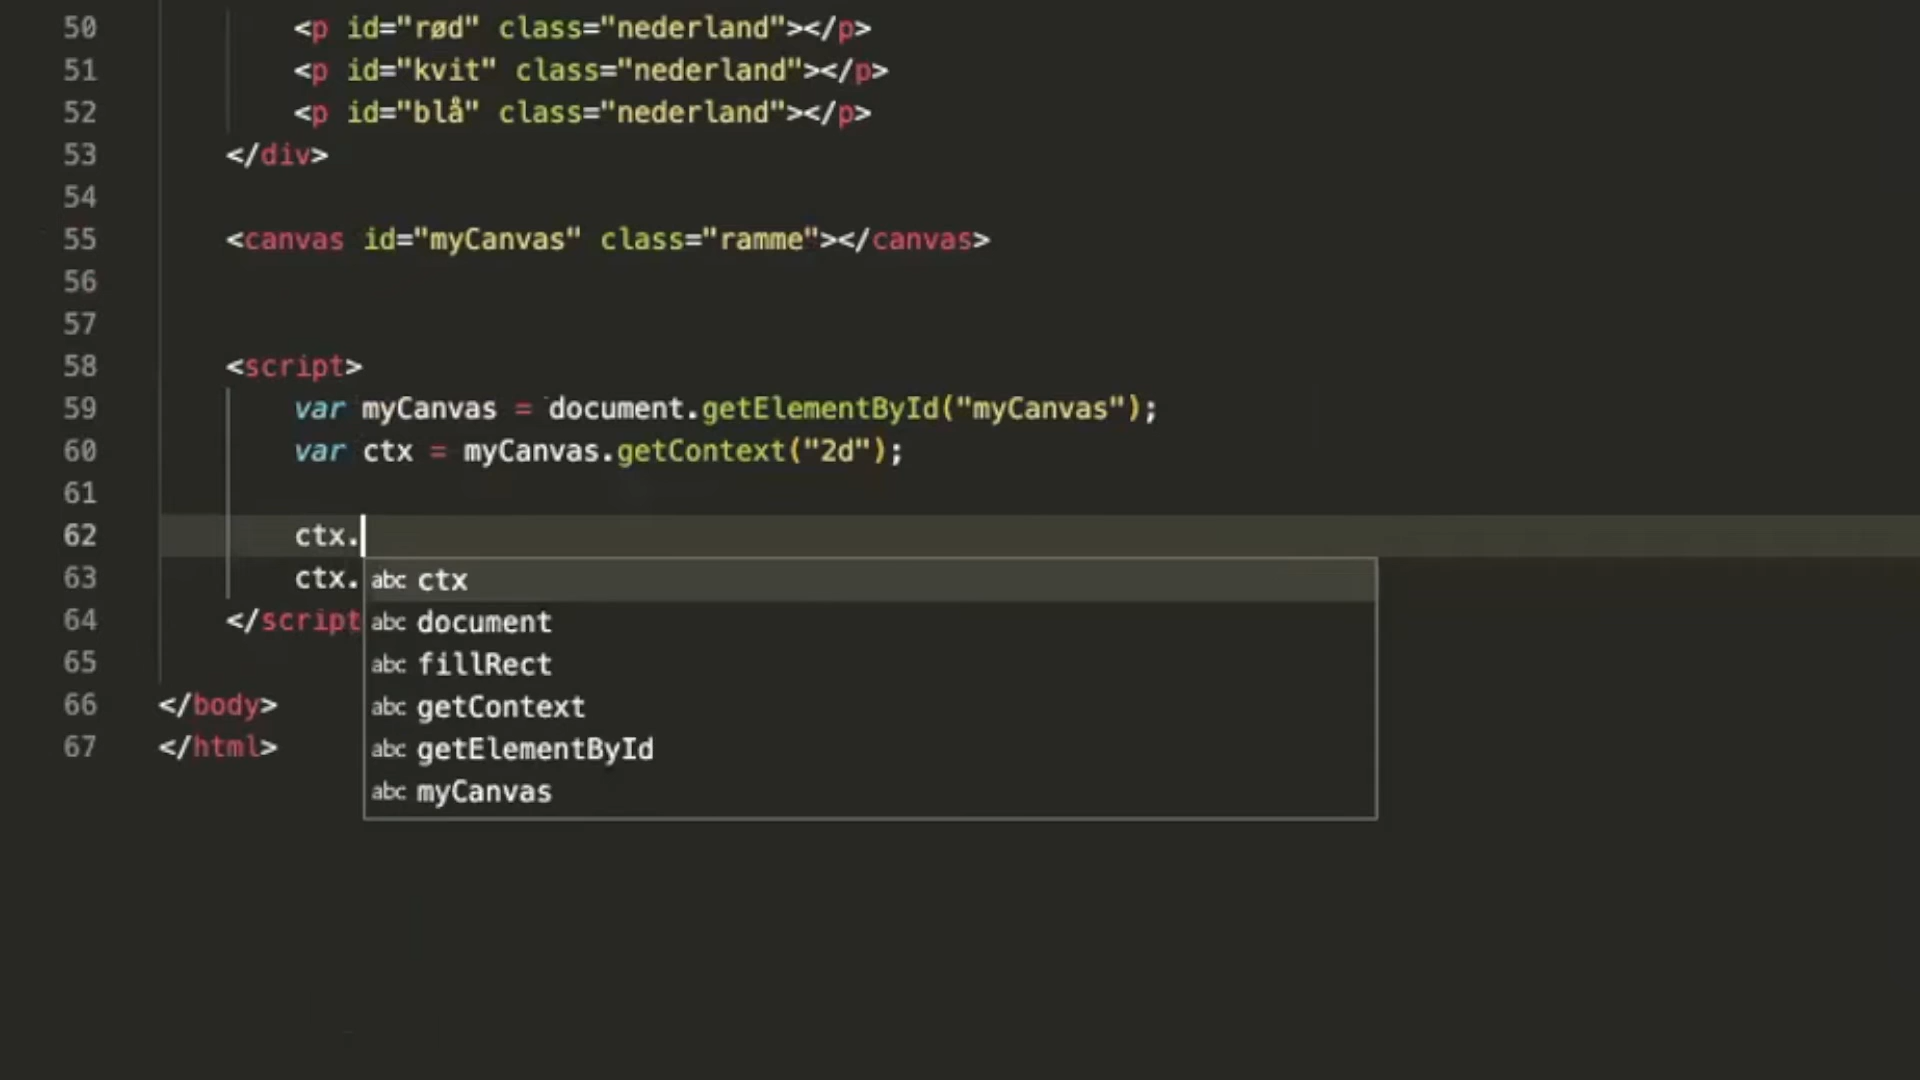 50 <p id="rød" class="nederland"></p>
51 <p id="kvit" class="nederland"></p>
52 <p id="blå" class="nederland"></p>
53 </div>
54
55 <canvas id="myCanvas" class="ramme"></canvas>
56
57
58 <script>
59 var myCanvas = document.getElementById("myCanvas");
60 var ctx = myCanvas.getContext("2d");
61
62 ctx.
63 ctx. abc ctx
64 </script abc document
65 abc fillRect
66 </body> abc getContext
67 </html> abc getElementById
abc myCanvas